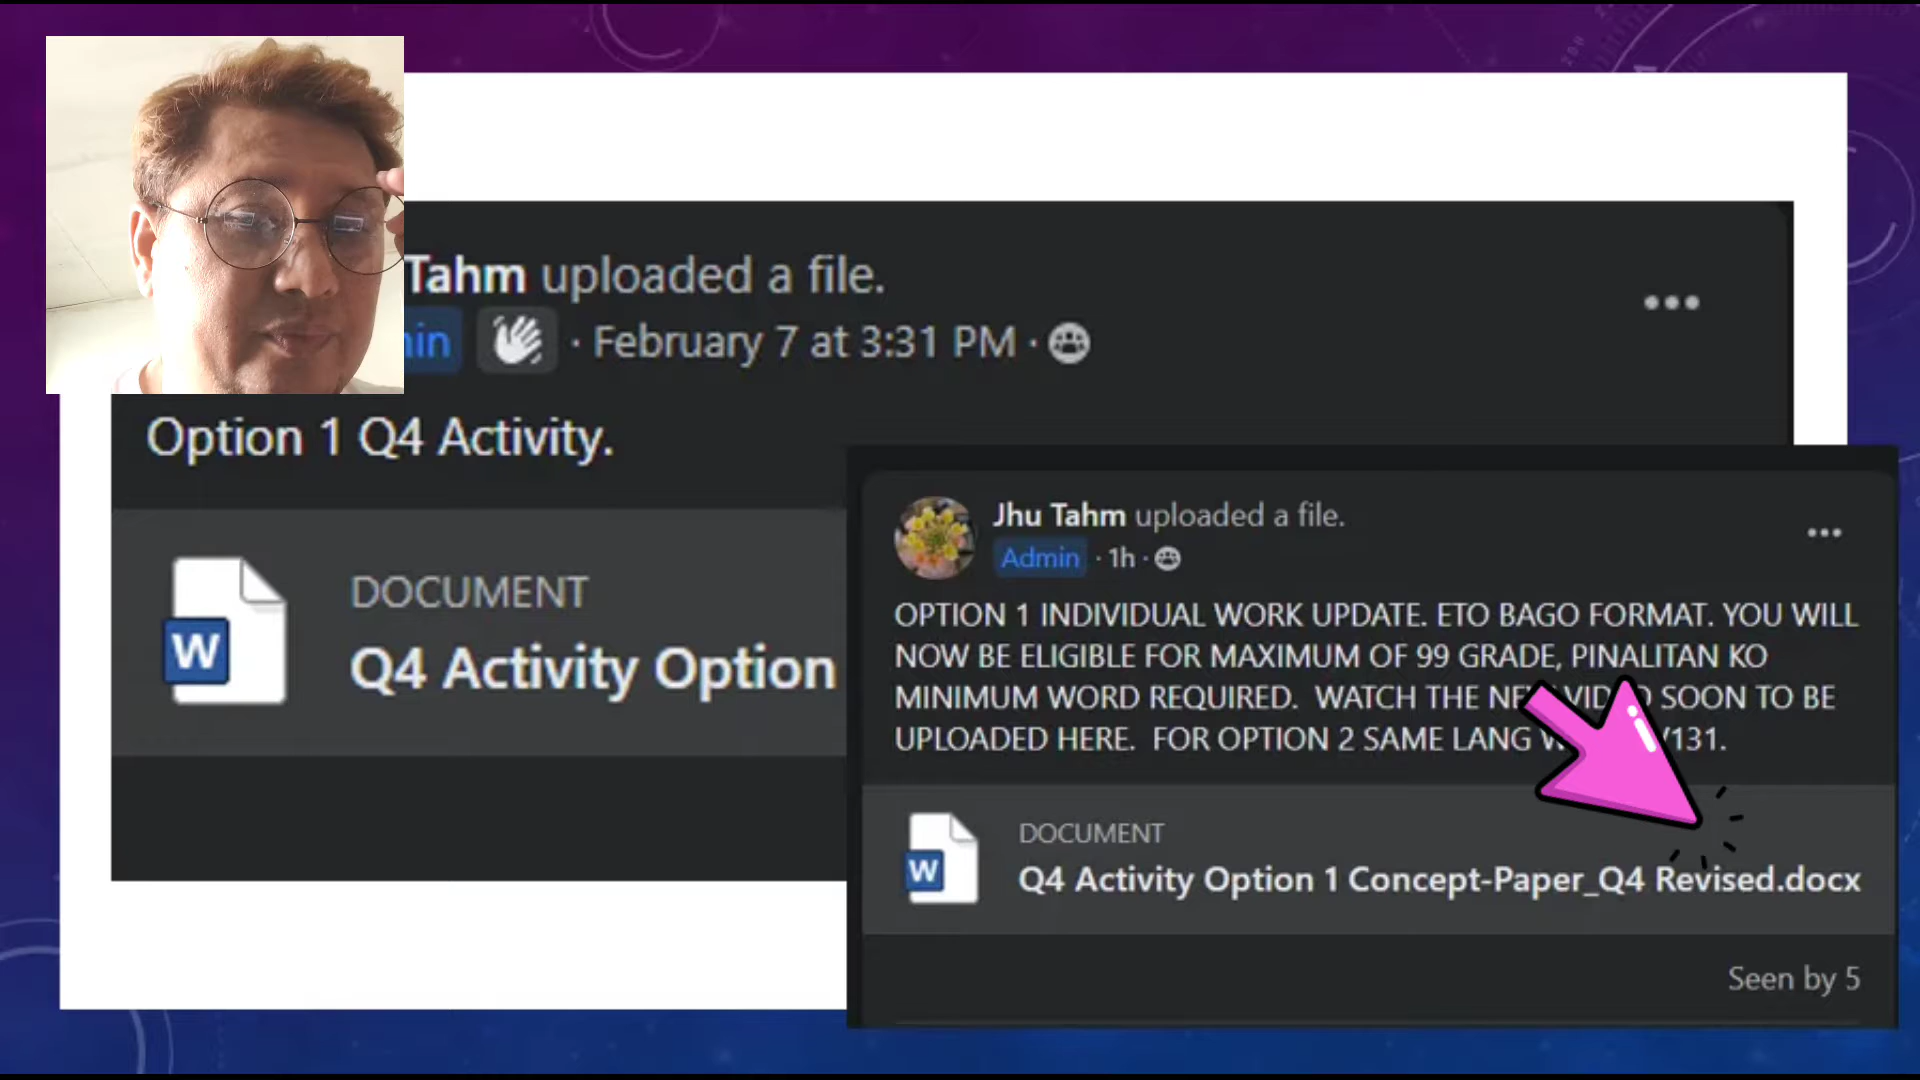 Tahm uploaded a file.
in · February 7 at 3:31 PM ·
Option 1 Q4 Activity.
W
DOCUMENT
Q4 Activity Option
Jhu Tahm uploaded a file.
Admin · 1h ·
OPTION 1 INDIVIDUAL WORK UPDATE. ETO BAGO FORMAT. YOU WILL
NOW BE ELIGIBLE FOR MAXIMUM OF 99 GRADE, PINALITAN KO
MINIMUM WORD REQUIRED. WATCH THE SOON TO BE
UPLOADED HERE. FOR OPTION 2 SAME LANG /131.
W
DOCUMENT
Q4 Activity Option 1 Concept-Paper_Q4 Revised.docx
Seen by 5